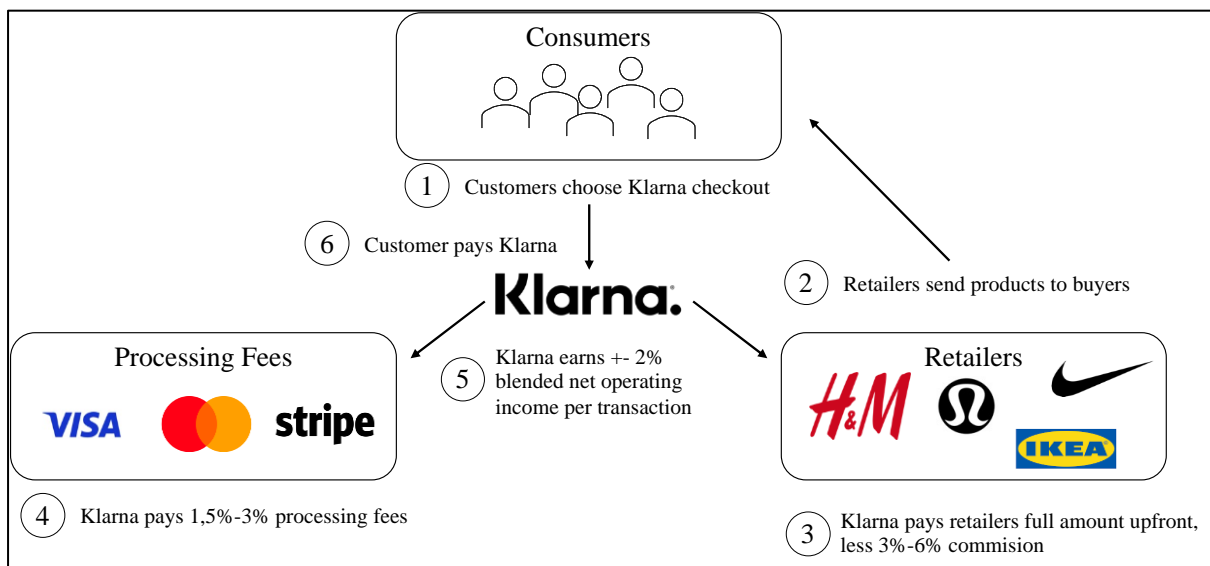 Consumers
1
Customers choose Klarna checkout
6
Customer pays Klarna
Klarna.
2
Retailers send products to buyers
Processing Fees
VISA
stripe
5
Klarna earns +- 2%
blended net operating
income per transaction
Retailers
H&M
IKEA
4
Klarna pays 1,5%-3% processing fees
3
Klarna pays retailers full amount upfront,
less 3%-6% commision